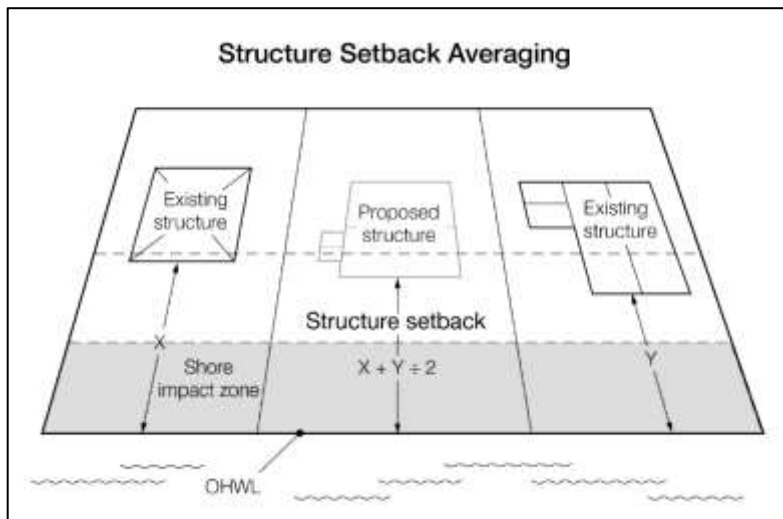 Structure Setback Averaging
Existing
structure
Proposed
structure
Existing
structure
Structure setback
X
Shore
impact zone
X + Y ÷ 2
Y
OHWL